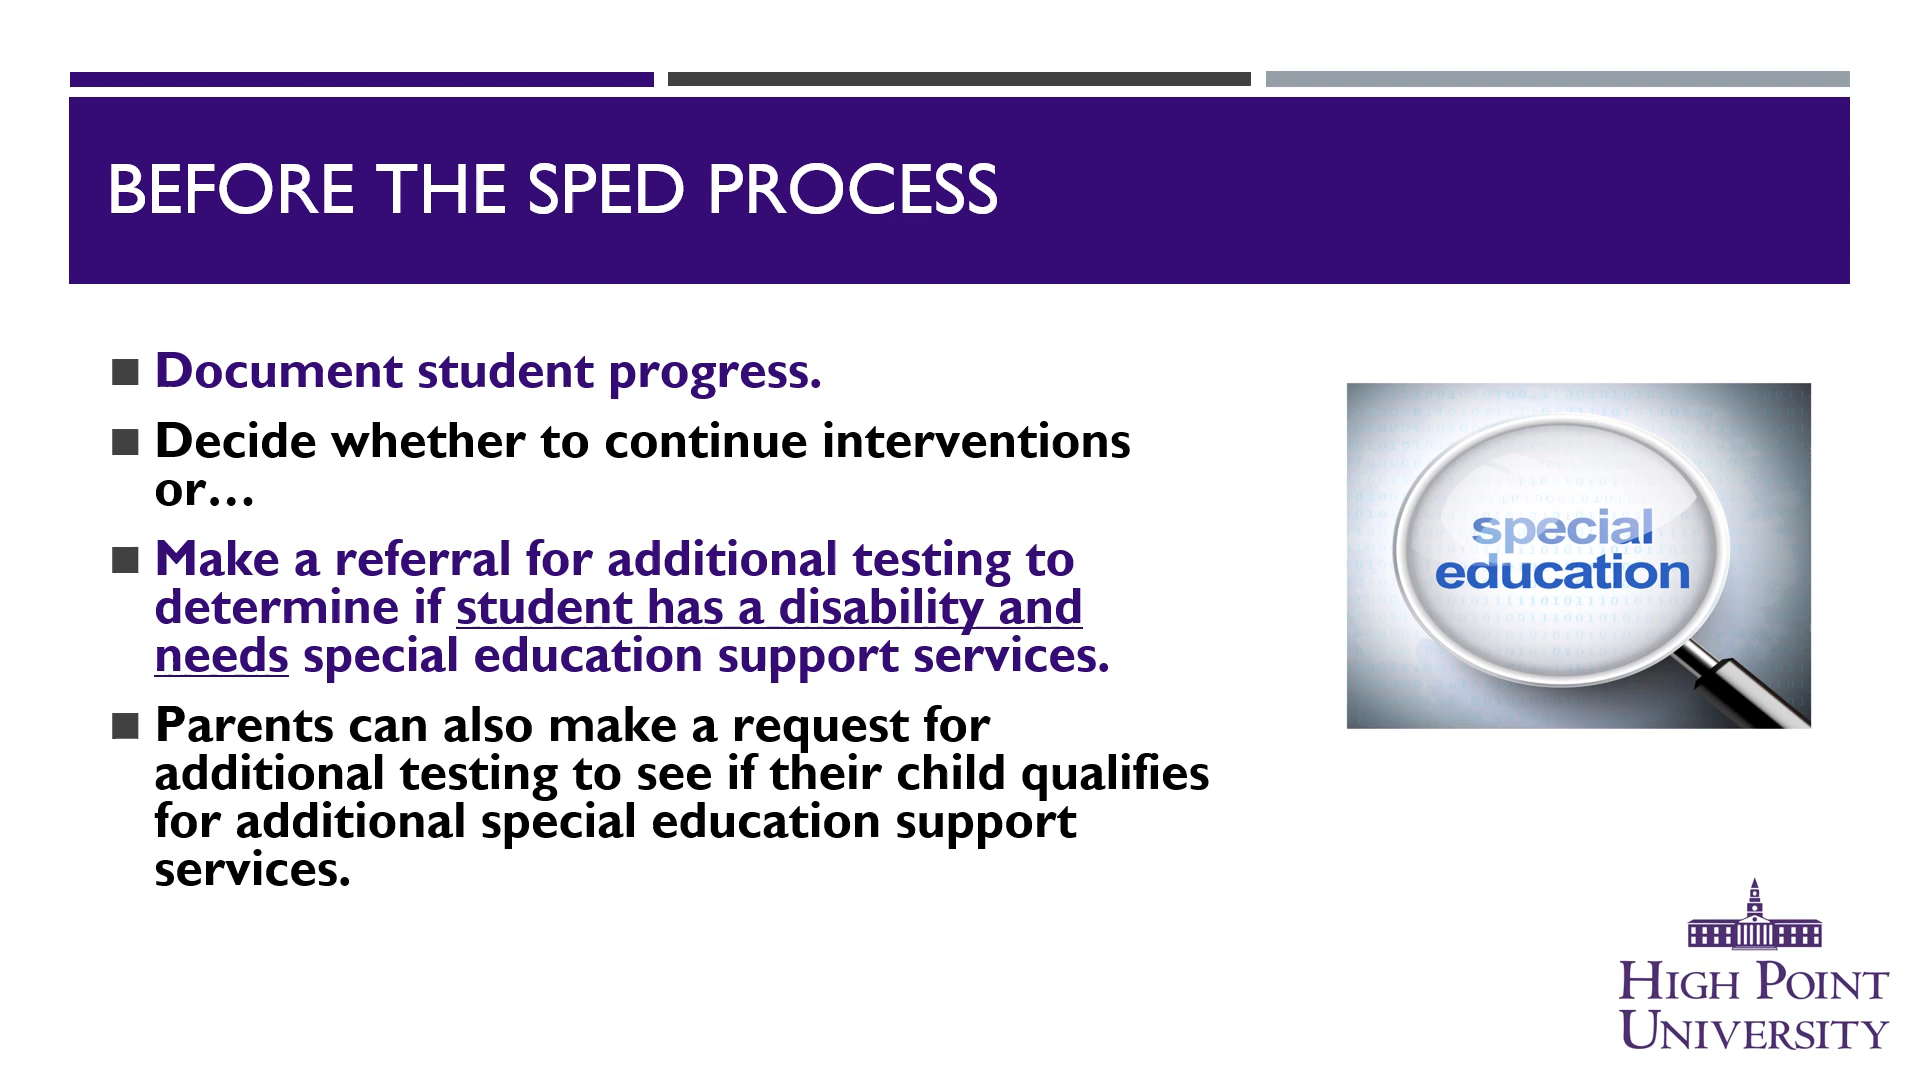 BEFORE THE SPED PROCESS
Document student progress.
Decide whether to continue interventions
or…
Make a referral for additional testing to
determine if student has a disability and
needs special education support services.
Parents can also make a request for
additional testing to see if their child qualifies
for additional special education support
services.
special
education
HIGH POINT
UNIVERSITY